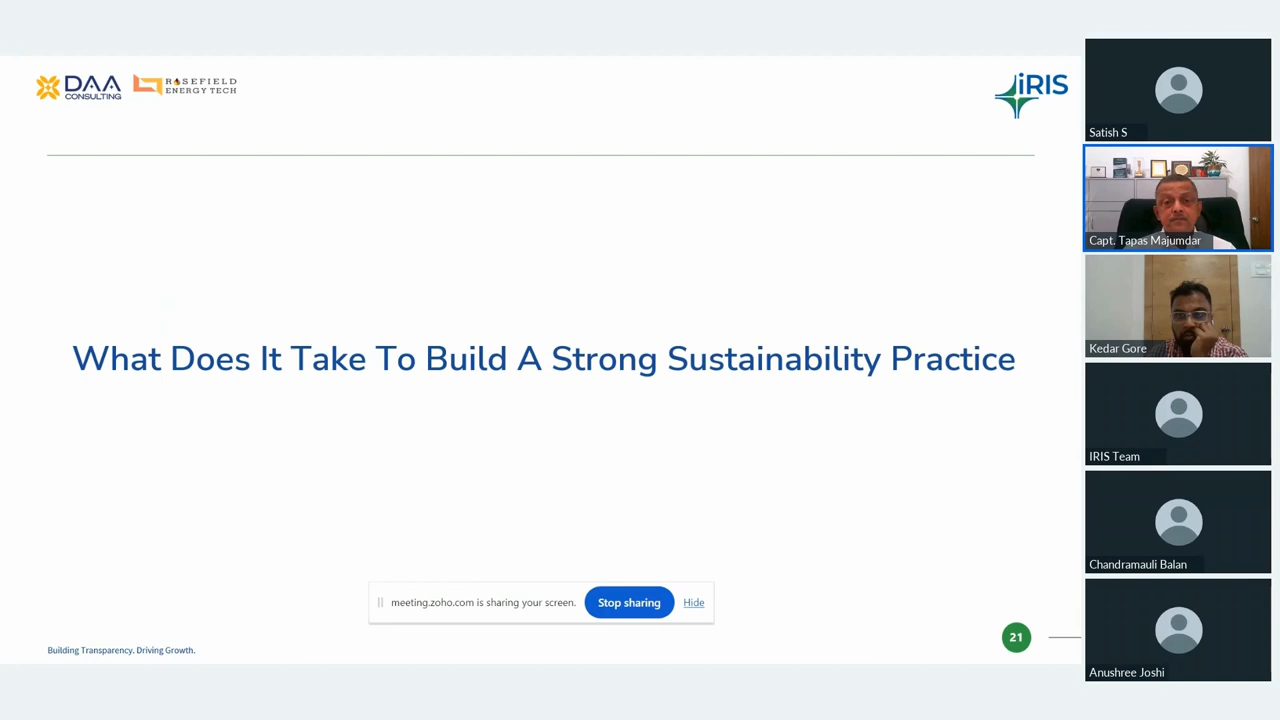 DAA
CONSULTING
RASEFIELD
ENERGY TECH
iRIS
What Does It Take To Build A Strong Sustainability Practice
meeting.zoho.com is sharing your screen.
Stop sharing
Hide
Building Transparency. Driving Growth.
21
Satish S
Capt. Tapas Majumdar
Kedar Gore
IRIS Team
Chandramauli Balan
Anushree Joshi